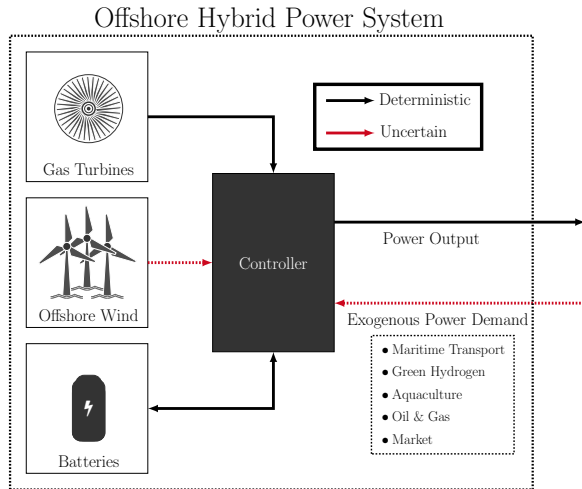 Offshore Hybrid Power System
Gas Turbines
Deterministic
Uncertain
Controller
Power Output
Offshore Wind
Exogenous Power Demand
● Maritime Transport
● Green Hydrogen
● Aquaculture
● Oil & Gas
● Market
Batteries